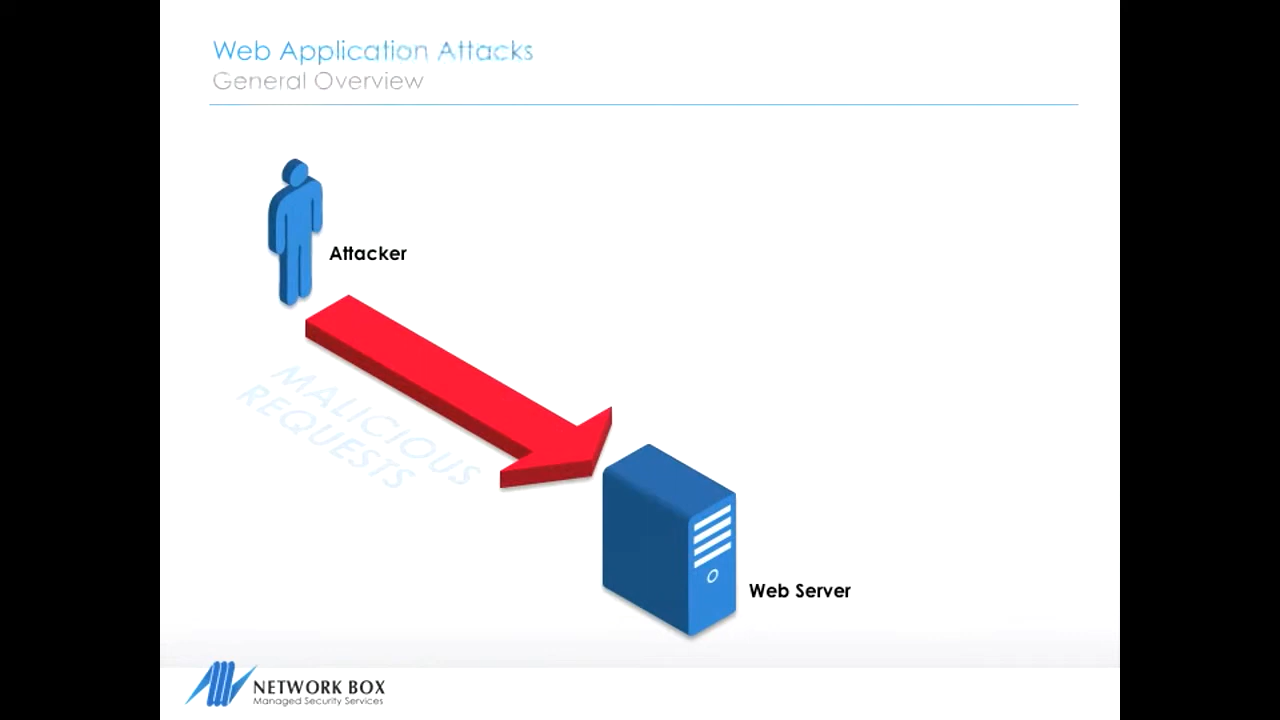 Web Application Attacks
General Overview
Attacker
MALICIOUS
REQUESTS
Web Server
NETWORK BOX
Managed Security Services